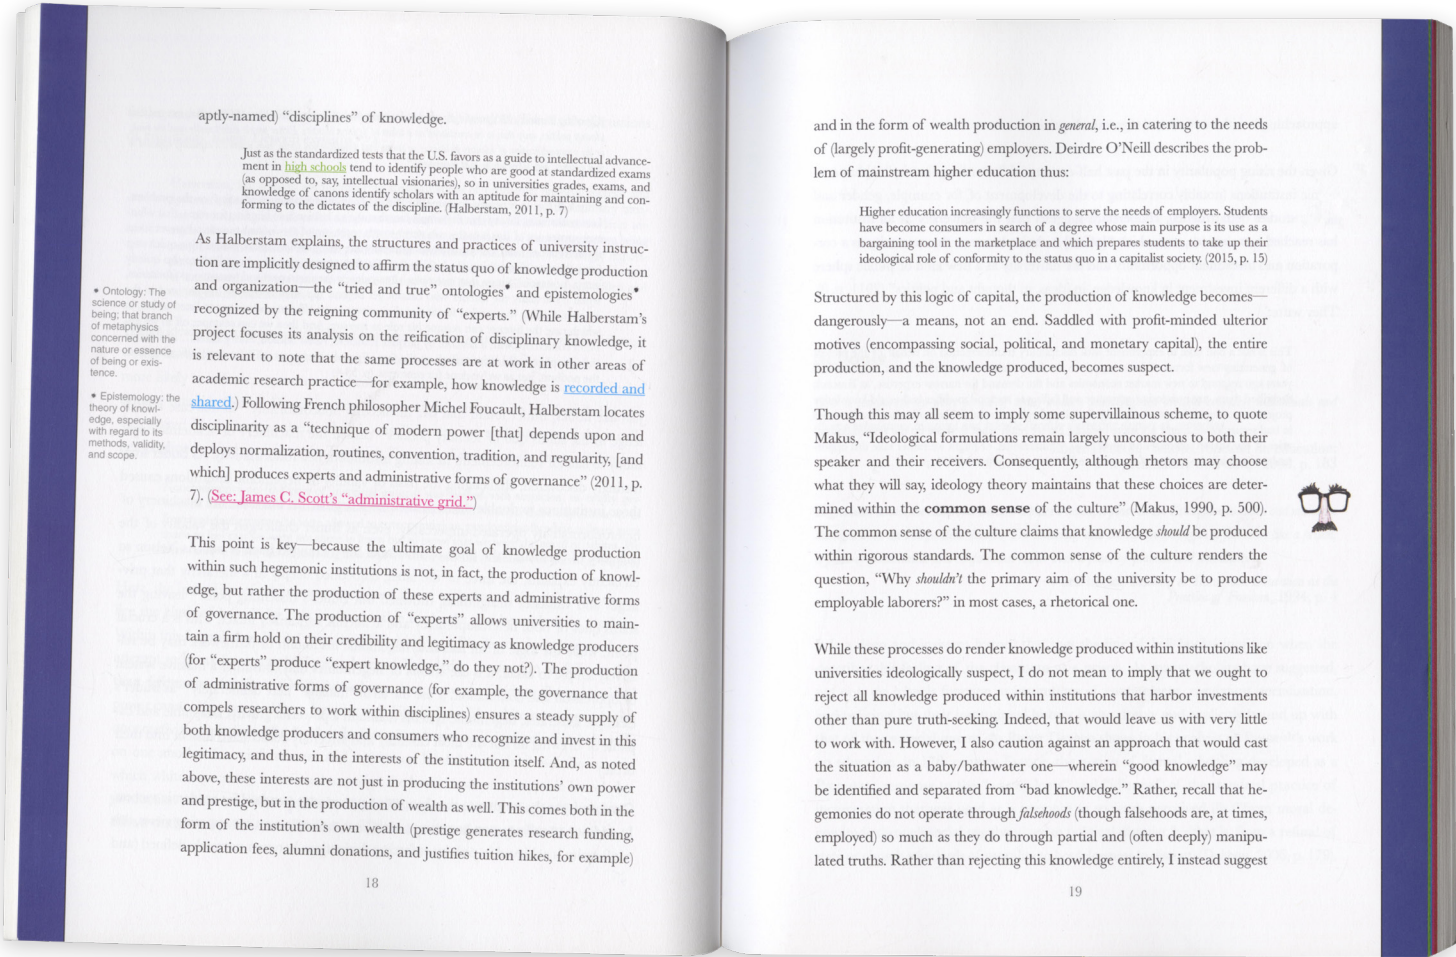 aptly-named) “disciplines” of knowledge.
Just as the standardized tests that the U.S. favors as a guide to intellectual advance-
ment in high schools tend to identify people who are good at standardized exams
(as opposed to, say, intellectual visionaries), so in universities grades, exams, and
knowledge of canons identify scholars with an aptitude for maintaining and con-
forming to the dictates of the discipline. (Halberstam, 2011, p. 7)
As Halberstam explains, the structures and practices of university instruc-
tion are implicitly designed to affirm the status quo of knowledge production
and organization—the “tried and true” ontologies* and epistemologies*
recognized by the reigning community of “experts.” (While Halberstam’s
project focuses its analysis on the reification of disciplinary knowledge, it
is relevant to note that the same processes are at work in other areas of
academic research practice—for example, how knowledge is recorded and
shared.) Following French philosopher Michel Foucault, Halberstam locates
disciplinarity as a “technique of modern power [that] depends upon and
deploys normalization, routines, convention, tradition, and regularity, [and
which] produces experts and administrative forms of governance” (2011, p.
7). (See: James C. Scott’s “administrative grid.”)
* Ontology: The
science or study of
being; that branch
of metaphysics
concerned with the
nature or essence
of being or exis-
tence.
* Epistemology: the
theory of knowl-
edge, especially
with regard to its
methods, validity,
and scope.
This point is key—because the ultimate goal of knowledge production
within such hegemonic institutions is not, in fact, the production of knowl-
edge, but rather the production of these experts and administrative forms
of governance. The production of “experts” allows universities to main-
tain a firm hold on their credibility and legitimacy as knowledge producers
(for “experts” produce “expert knowledge,” do they not?). The production
of administrative forms of governance (for example, the governance that
compels researchers to work within disciplines) ensures a steady supply of
both knowledge producers and consumers who recognize and invest in this
legitimacy, and thus, in the interests of the institution itself. And, as noted
above, these interests are not just in producing the institutions’ own power
and prestige, but in the production of wealth as well. This comes both in the
form of the institution’s own wealth (prestige generates research funding,
application fees, alumni donations, and justifies tuition hikes, for example)
18
and in the form of wealth production in general, i.e., in catering to the needs
of (largely profit-generating) employers. Deirdre O’Neill describes the prob-
lem of mainstream higher education thus:
Higher education increasingly functions to serve the needs of employers. Students
have become consumers in search of a degree whose main purpose is its use as a
bargaining tool in the marketplace and which prepares students to take up their
ideological role of conformity to the status quo in a capitalist society. (2015, p. 15)
Structured by this logic of capital, the production of knowledge becomes—
dangerously—a means, not an end. Saddled with profit-minded ulterior
motives (encompassing social, political, and monetary capital), the entire
production, and the knowledge produced, becomes suspect.
Though this may all seem to imply some supervillainous scheme, to quote
Makus, “Ideological formulations remain largely unconscious to both their
speaker and their receivers. Consequently, although rhetors may choose
what they will say, ideology theory maintains that these choices are deter-
mined within the common sense of the culture” (Makus, 1990, p. 500).
The common sense of the culture claims that knowledge should be produced
within rigorous standards. The common sense of the culture renders the
question, “Why shouldn’t the primary aim of the university be to produce
employable laborers?” in most cases, a rhetorical one.
While these processes do render knowledge produced within institutions like
universities ideologically suspect, I do not mean to imply that we ought to
reject all knowledge produced within institutions that harbor investments
other than pure truth-seeking. Indeed, that would leave us with very little
to work with. However, I also caution against an approach that would cast
the situation as a baby/bathwater one—wherein “good knowledge” may
be identified and separated from “bad knowledge.” Rather, recall that he-
gemonies do not operate through falsehoods (though falsehoods are, at times,
employed) so much as they do through partial and (often deeply) manipu-
lated truths. Rather than rejecting this knowledge entirely, I instead suggest
19